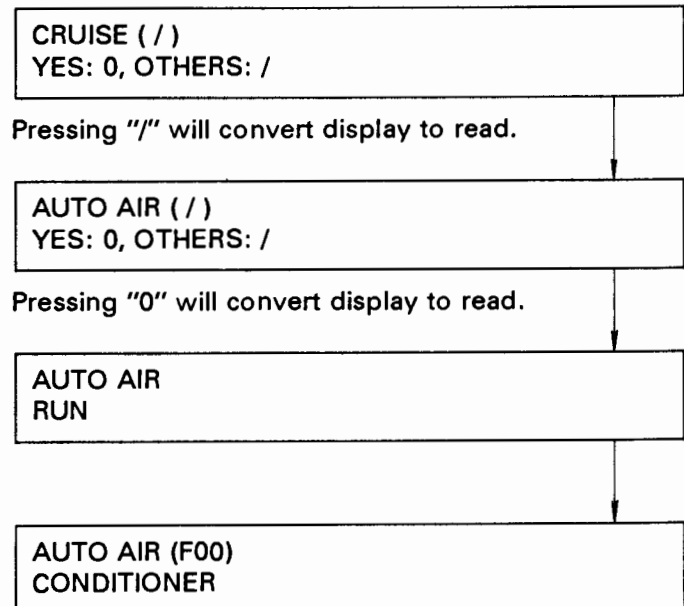 CRUISE ( / )
YES: 0, OTHERS: /
Pressing "/" will convert display to read.
AUTO AIR ( / )
YES: 0, OTHERS: /
Pressing "0" will convert display to read.
AUTO AIR
RUN
AUTO AIR (F00)
CONDITIONER